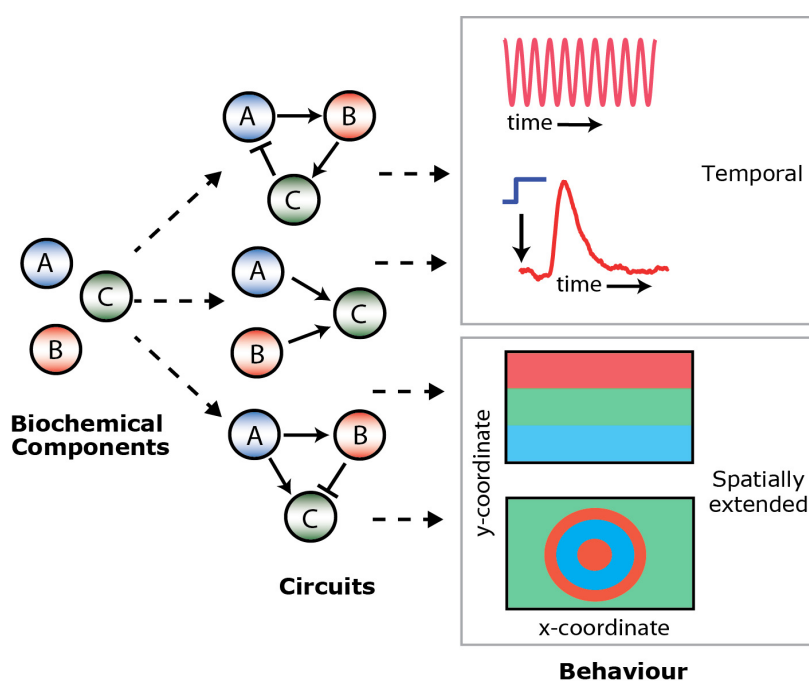 A
B
C
time
Temporal
A
C
B
A
B
C
time
Biochemical
Components
A
B
C
y-coordinate
Spatially
extended
Circuits
x-coordinate
Behaviour